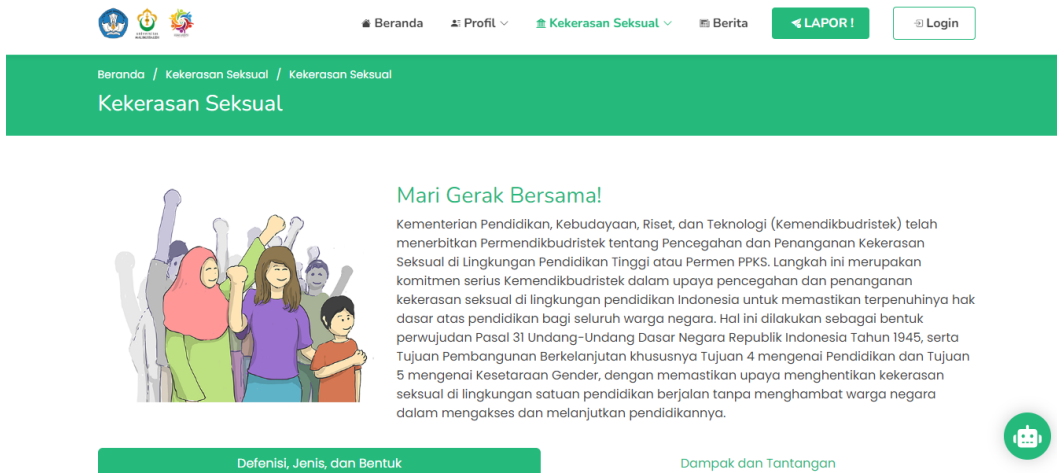 Beranda Profil Kekerasan Seksual Berita LAPOR ! Login
Beranda / Kekerasan Seksual / Kekerasan Seksual
Kekerasan Seksual
Mari Gerak Bersama!
Kementerian Pendidikan, Kebudayaan, Riset, dan Teknologi (Kemendikbudristek) telah
menerbitkan Permendikbudristek tentang Pencegahan dan Penanganan Kekerasan
Seksual di Lingkungan Pendidikan Tinggi atau Permen PPKS. Langkah ini merupakan
komitmen serius Kemendikbudristek dalam upaya pencegahan dan penanganan
kekerasan seksual di lingkungan pendidikan Indonesia untuk memastikan terpenuhinya hak
dasar atas pendidikan bagi seluruh warga negara. Hal ini dilakukan sebagai bentuk
perwujudan Pasal 31 Undang-Undang Dasar Negara Republik Indonesia Tahun 1945, serta
Tujuan Pembangunan Berkelanjutan khususnya Tujuan 4 mengenai Pendidikan dan Tujuan
5 mengenai Kesetaraan Gender, dengan memastikan upaya menghentikan kekerasan
seksual di lingkungan satuan pendidikan berjalan tanpa menghambat warga negara
dalam mengakses dan melanjutkan pendidikannya.
Defenisi, Jenis, dan Bentuk
Dampak dan Tantangan